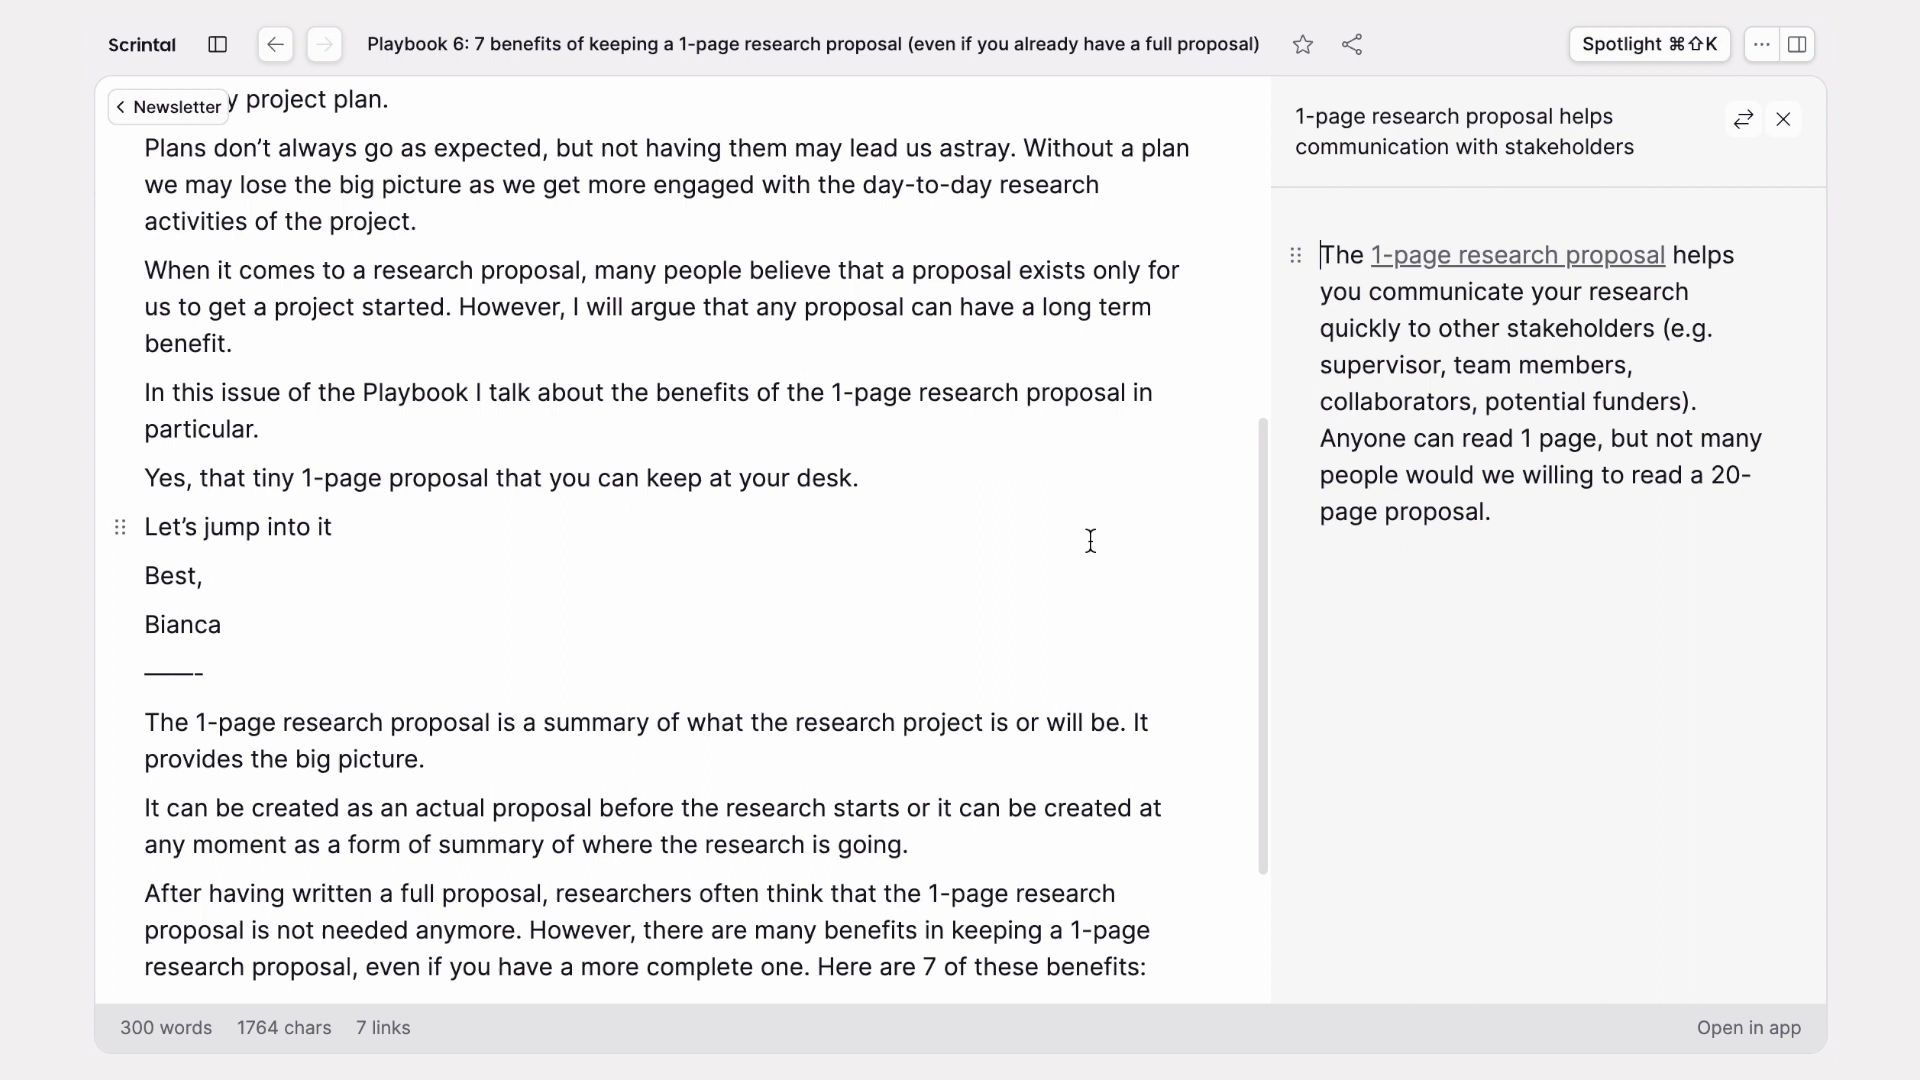 Scrintal
Playbook 6: 7 benefits of keeping a 1-page research proposal (even if you already have a full proposal)
Spotlight ⌘⇧K
Newsletter
y project plan.
Plans don’t always go as expected, but not having them may lead us astray. Without a plan
we may lose the big picture as we get more engaged with the day-to-day research
activities of the project.
When it comes to a research proposal, many people believe that a proposal exists only for
us to get a project started. However, I will argue that any proposal can have a long term
benefit.
In this issue of the Playbook I talk about the benefits of the 1-page research proposal in
particular.
Yes, that tiny 1-page proposal that you can keep at your desk.
Let’s jump into it
Best,
Bianca
——-
The 1-page research proposal is a summary of what the research project is or will be. It
provides the big picture.
It can be created as an actual proposal before the research starts or it can be created at
any moment as a form of summary of where the research is going.
After having written a full proposal, researchers often think that the 1-page research
proposal is not needed anymore. However, there are many benefits in keeping a 1-page
research proposal, even if you have a more complete one. Here are 7 of these benefits:
1-page research proposal helps
communication with stakeholders
The 1-page research proposal helps
you communicate your research
quickly to other stakeholders (e.g.
supervisor, team members,
collaborators, potential funders).
Anyone can read 1 page, but not many
people would we willing to read a 20-
page proposal.
300 words 1764 chars 7 links
Open in app